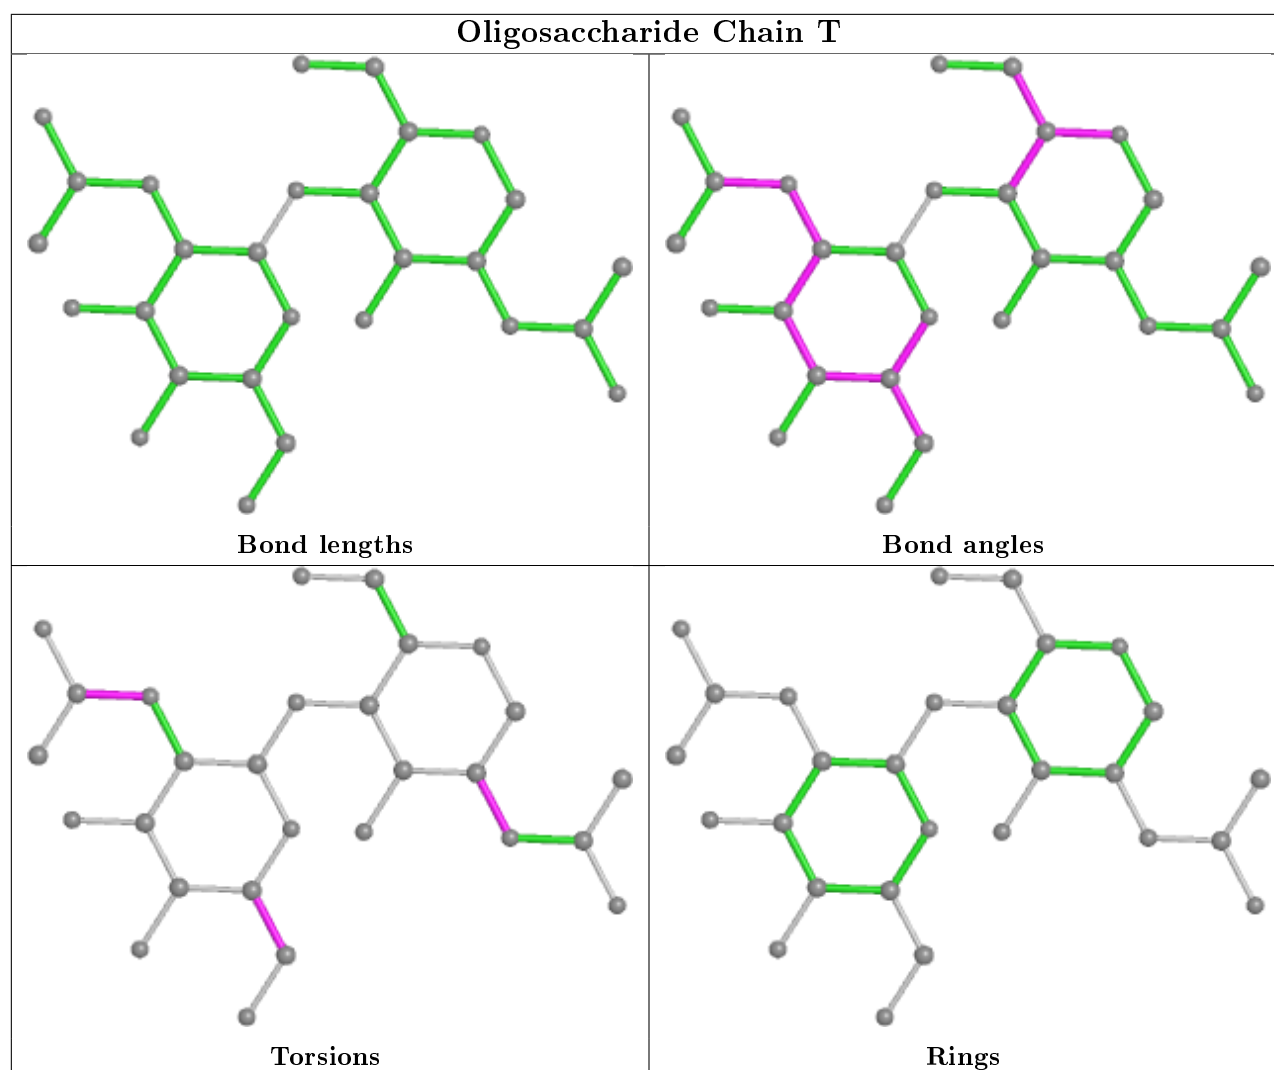 Oligosaccharide Chain T
Bond lengths
Bond angles
Torsions
Rings